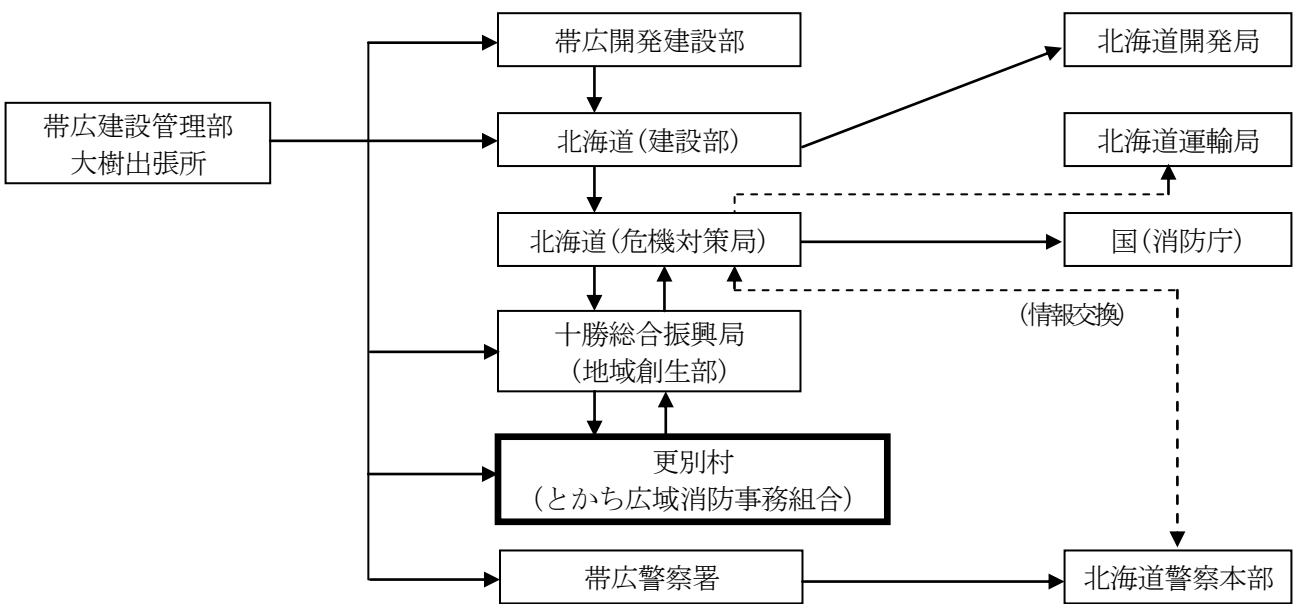 帯広開発建設部
北海道開発局
帯広建設管理部
大樹出張所
北海道(建設部)
北海道運輸局
北海道(危機対策局)
国(消防庁)
(情報交換)
十勝総合振興局
(地域創生部)
更別村
(とかち広域消防事務組合)
帯広警察署
北海道警察本部